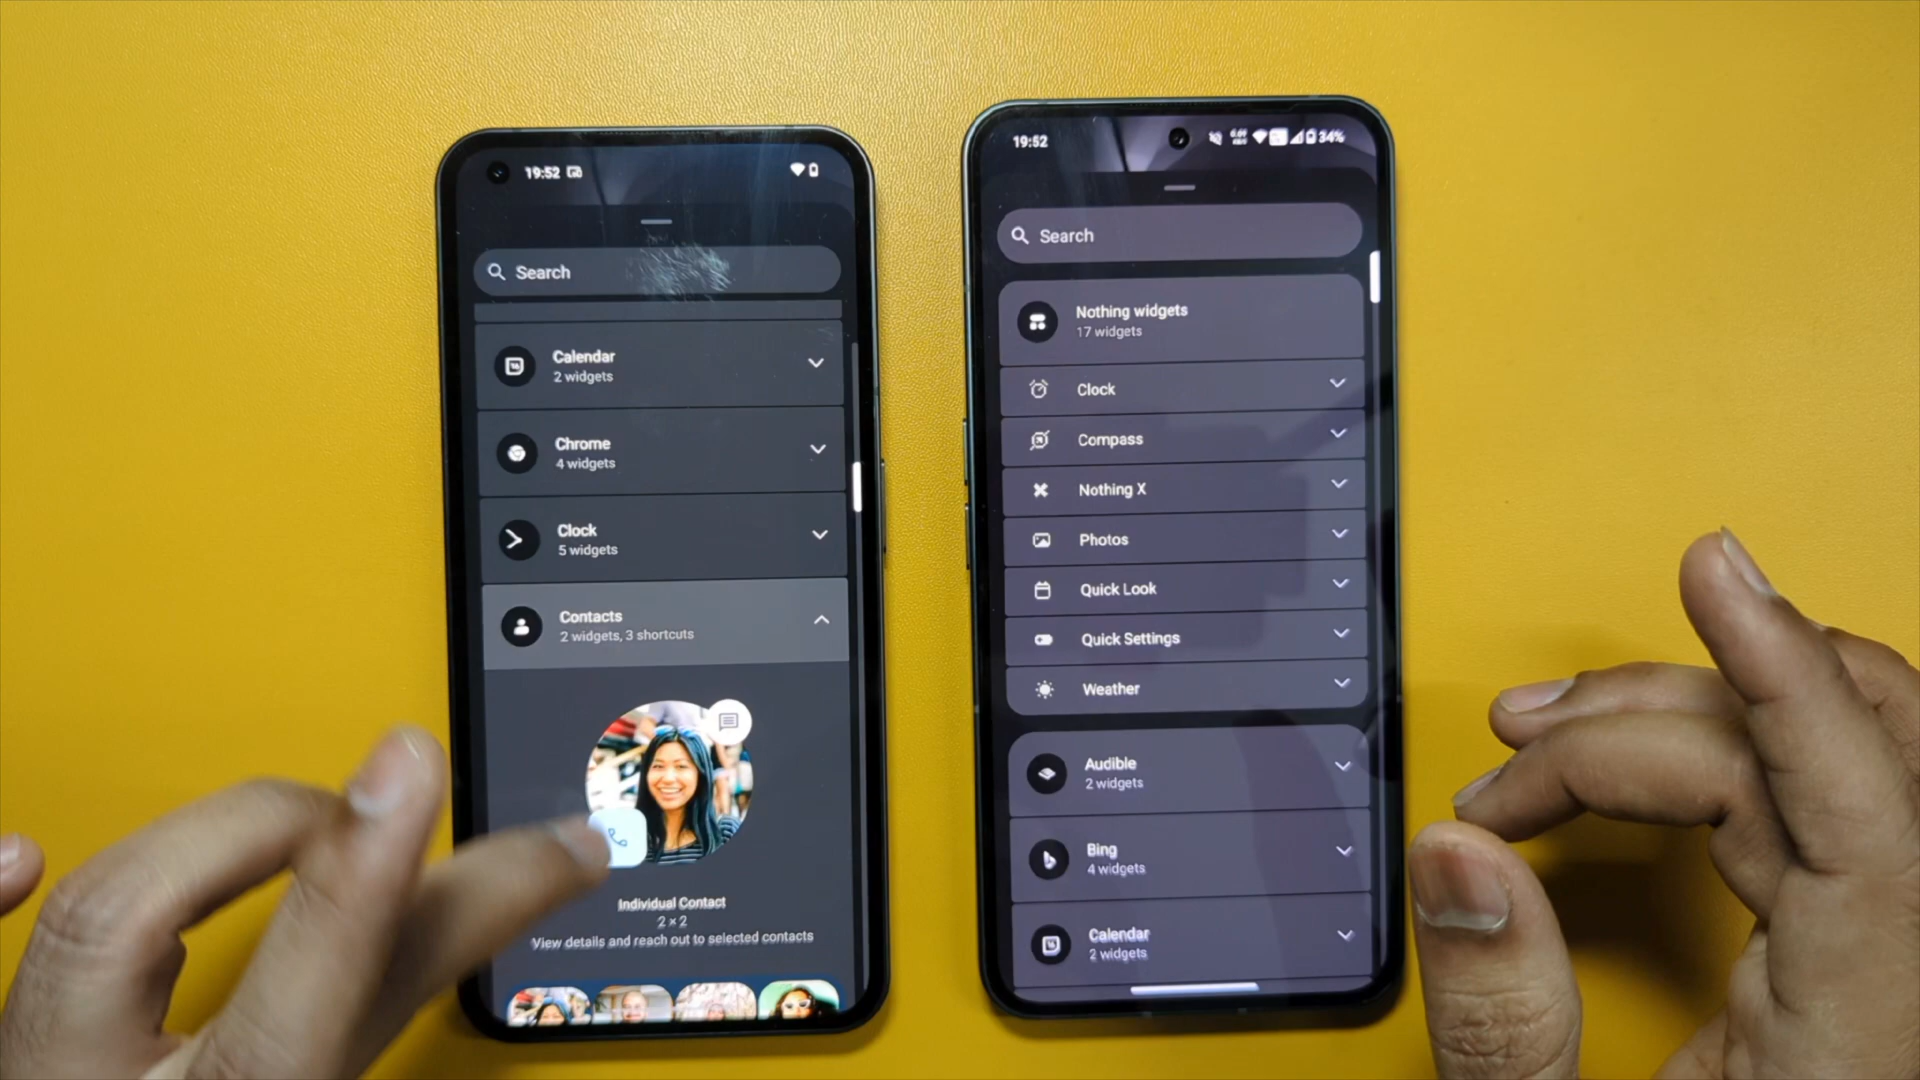 19:52
Search
Calendar
2 widgets
Chrome
4 widgets
Clock
5 widgets
Contacts
2 widgets, 3 shortcuts
Individual Contact
2 × 2
View details and reach out to selected contacts
19:52
34%
Search
Nothing widgets
17 widgets
Clock
Compass
Nothing X
Photos
Quick Look
Quick Settings
Weather
Audible
2 widgets
Bing
4 widgets
Calendar
2 widgets